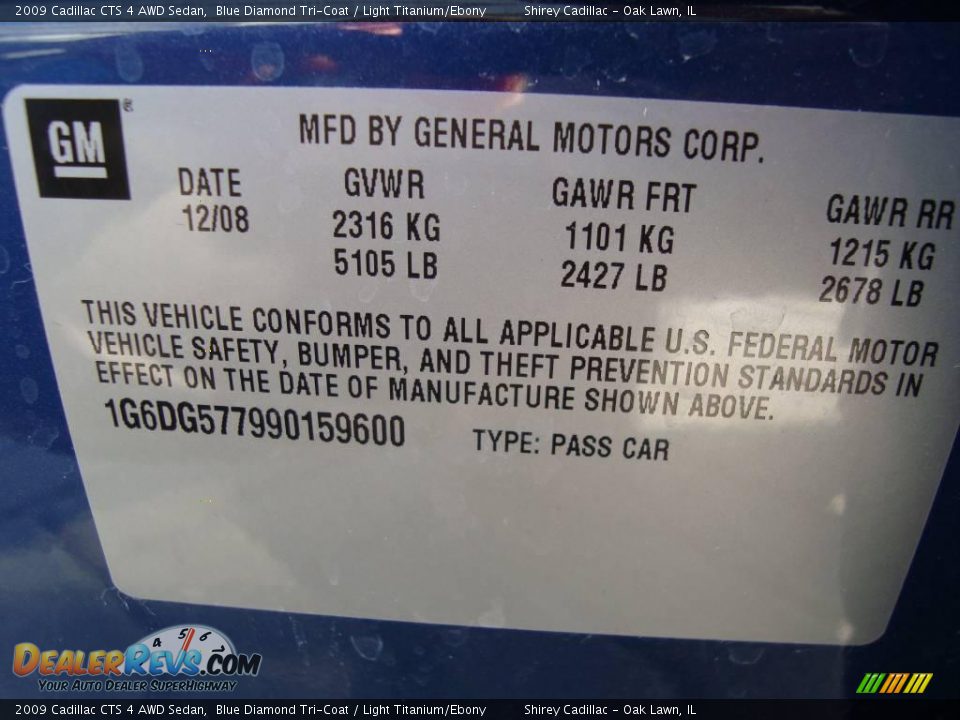 2009 Cadillac CTS 4 AWD Sedan, Blue Diamond Tri-Coat / Light Titanium/Ebony Shirey Cadillac - Oak Lawn, IL
GM ®
MFD BY GENERAL MOTORS CORP.
DATE GVWR GAWR FRT GAWR RR
12/08 2316 KG 1101 KG 1215 KG
5105 LB 2427 LB 2678 LB
THIS VEHICLE CONFORMS TO ALL APPLICABLE U.S. FEDERAL MOTOR
VEHICLE SAFETY, BUMPER, AND THEFT PREVENTION STANDARDS IN
EFFECT ON THE DATE OF MANUFACTURE SHOWN ABOVE.
1G6DG577990159600 TYPE: PASS CAR
4 5 6
DEALERREVS.COM
YOUR AUTO DEALER SUPERHIGHWAY
2009 Cadillac CTS 4 AWD Sedan, Blue Diamond Tri-Coat / Light Titanium/Ebony Shirey Cadillac - Oak Lawn, IL